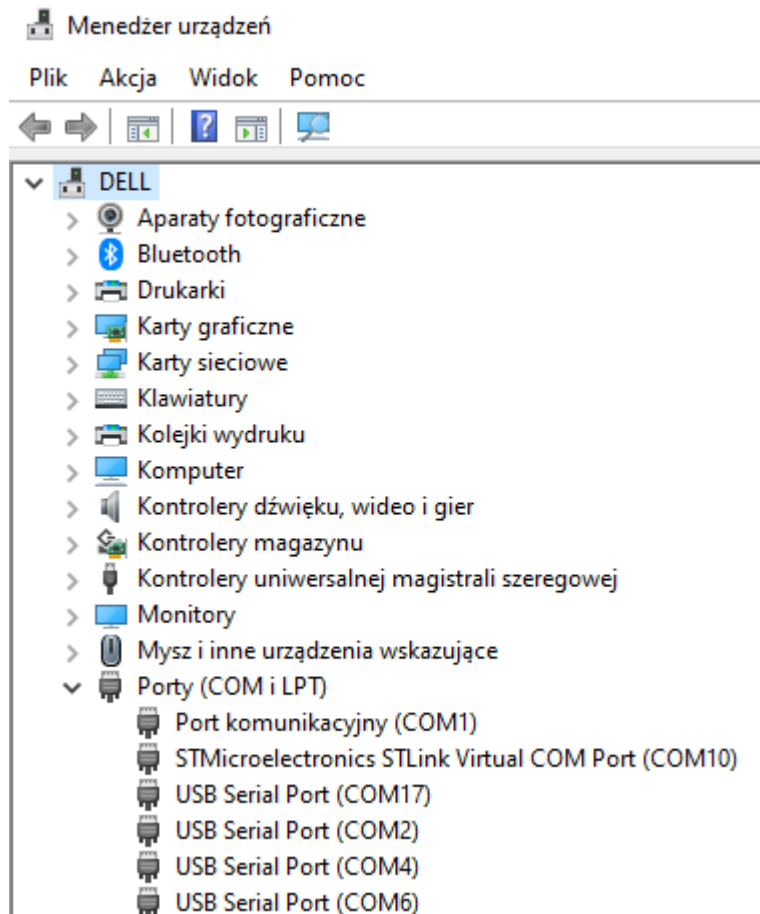 Menedżer urządzeń
Plik Akcja Widok Pomoc
?
DELL
Aparaty fotograficzne
Bluetooth
Drukarki
Karty graficzne
Karty sieciowe
Klawiatury
Kolejki wydruku
Komputer
Kontrolery dźwięku, wideo i gier
Kontrolery magazynu
Kontrolery uniwersalnej magistrali szeregowej
Monitory
Mysz i inne urządzenia wskazujące
Porty (COM i LPT)
Port komunikacyjny (COM1)
STMicroelectronics STLink Virtual COM Port (COM10)
USB Serial Port (COM17)
USB Serial Port (COM2)
USB Serial Port (COM4)
USB Serial Port (COM6)